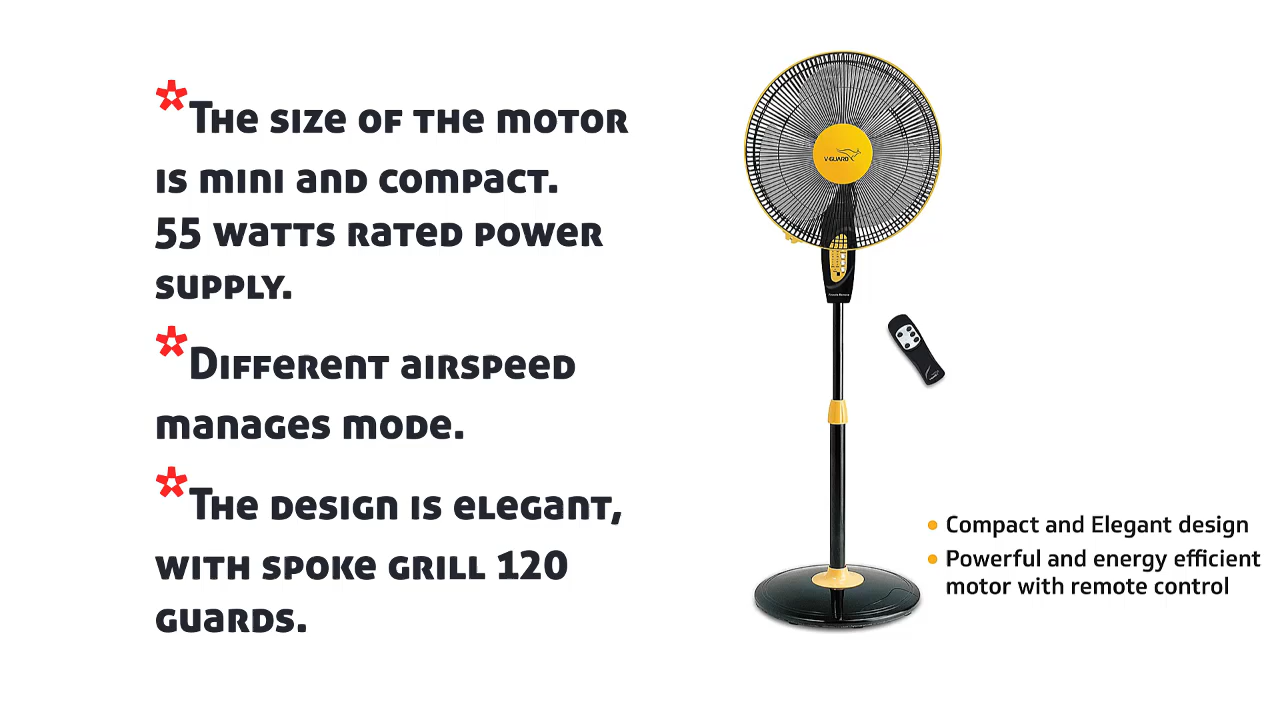 *The size of the motor
is mini and compact.
55 watts rated power
supply.
*Different airspeed
manages mode.
*The design is elegant,
with spoke grill 120
guards.
V-GUARD
• Compact and Elegant design
• Powerful and energy efficient
motor with remote control